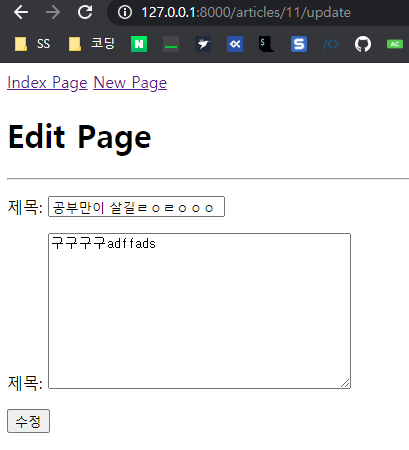 127.0.0.1:8000/articles/11/update
SS 코딩
Index Page New Page
Edit Page
제목: 공부만이 살길ㄹㅇㄹㅇㅇㅇ
구구구구adffads
제목:
수정